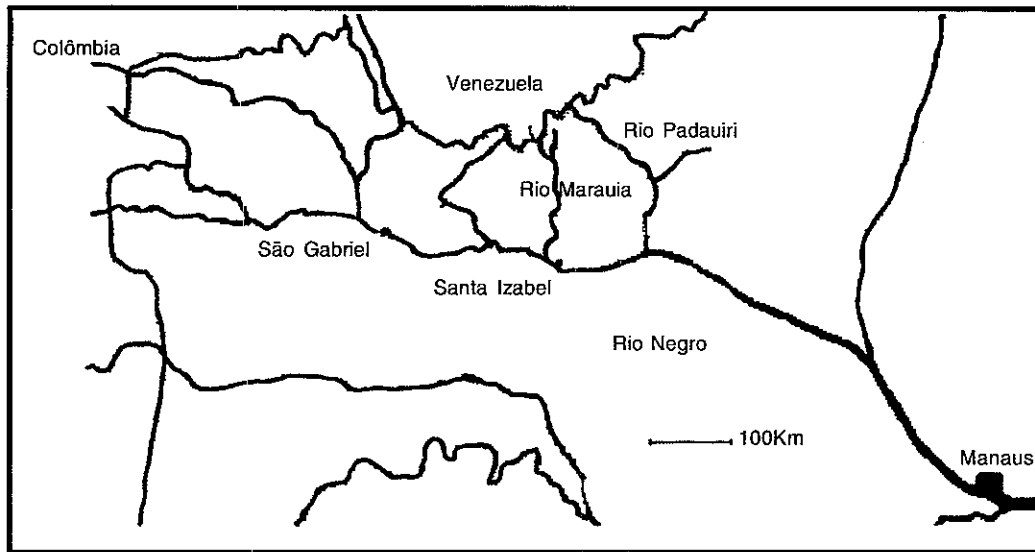 Colômbia
Venezuela
Rio Padauiri
Rio Marauia
São Gabriel
Santa Izabel
Rio Negro
100Km
Manaus